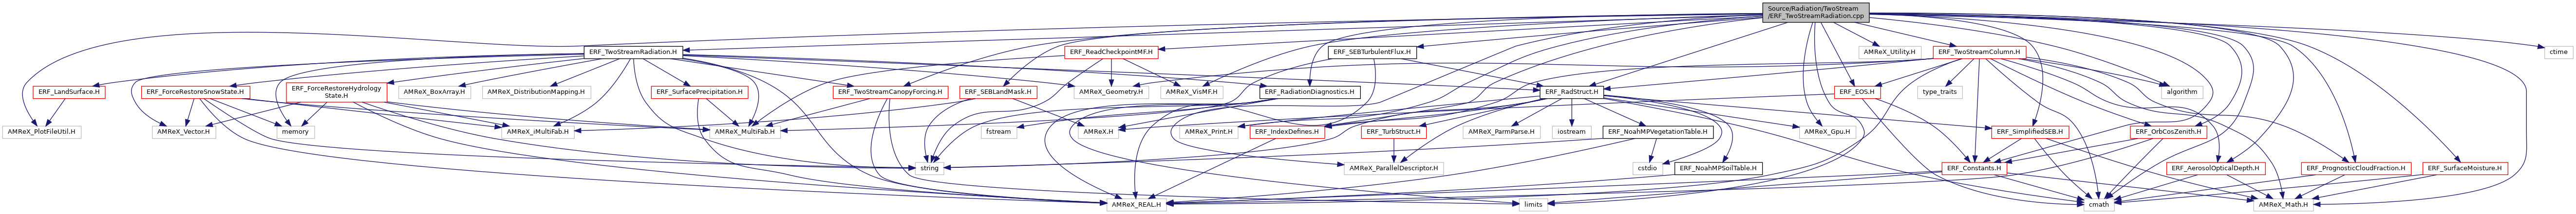 Source/Radiation/TwoStream
/ERF_TwoStreamRadiation.cpp
ERF_TwoStreamRadiation.H
ERF_ReadCheckpointMF.H
ERF_SEBTurbulentFlux.H
AMReX_Utility.H
ERF_TwoStreamColumn.H
ctime
ERF_LandSurface.H
ERF_ForceRestoreSnowState.H
ERF_ForceRestoreHydrology
State.H
AMReX_BoxArray.H
AMReX_DistributionMapping.H
ERF_SurfacePrecipitation.H
ERF_TwoStreamCanopyForcing.H
ERF_SEBLandMask.H
AMReX_Geometry.H
AMReX_VisMF.H
ERF_RadiationDiagnostics.H
ERF_RadStruct.H
ERF_EOS.H
type_traits
algorithm
AMReX_PlotFileUtil.H
AMReX_Vector.H
memory
AMReX_iMultiFab.H
AMReX_MultiFab.H
fstream
AMReX.H
AMReX_Print.H
ERF_IndexDefines.H
ERF_TurbStruct.H
AMReX_ParmParse.H
iostream
ERF_NoahMPVegetationTable.H
AMReX_Gpu.H
ERF_SimplifiedSEB.H
ERF_OrbCosZenith.H
string
AMReX_ParallelDescriptor.H
cstdio
ERF_NoahMPSoilTable.H
ERF_Constants.H
ERF_AerosolOpticalDepth.H
ERF_PrognosticCloudFraction.H
ERF_SurfaceMoisture.H
AMReX_REAL.H
limits
cmath
AMReX_Math.H